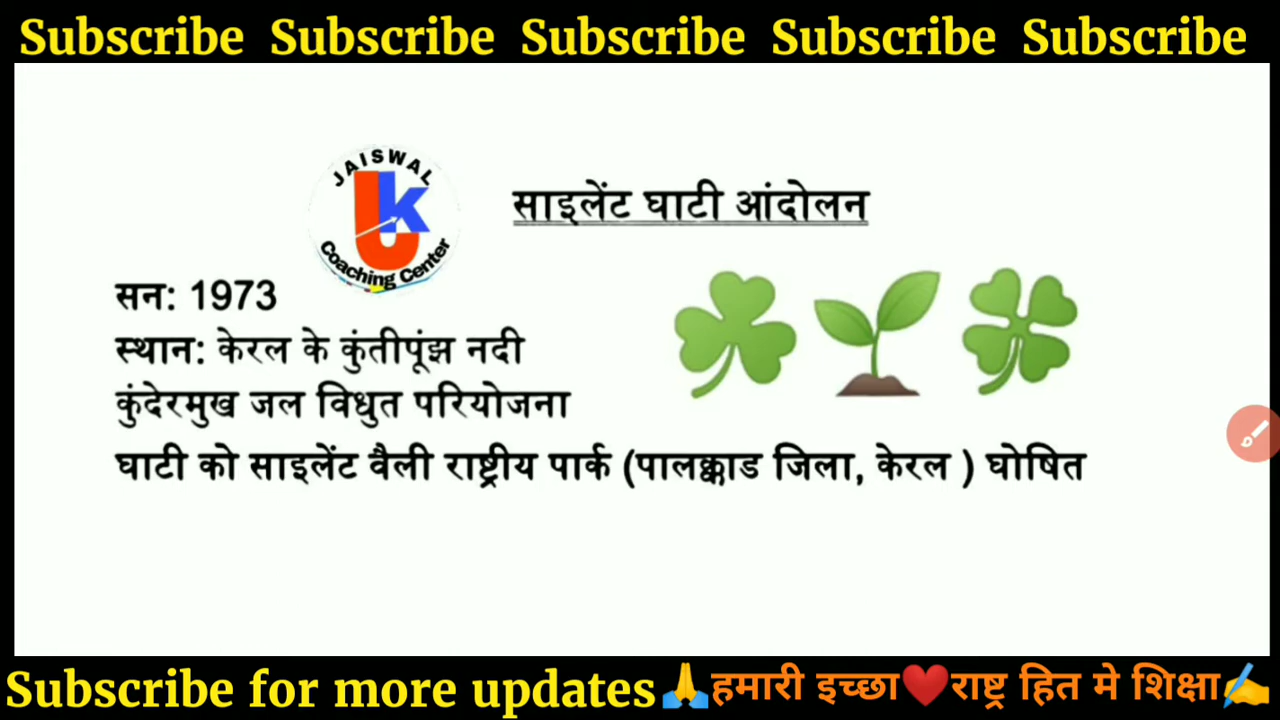 Subscribe Subscribe Subscribe Subscribe Subscribe
JAISWAL
UK
Coaching Center
साइलेंट घाटी आंदोलन
सन: 1973
स्थान: केरल के कुंतीपूंझ नदी
कुंदेरमुख जल विधुत परियोजना
घाटी को साइलेंट वैली राष्ट्रीय पार्क (पालक्काड जिला, केरल ) घोषित
Subscribe for more updates🙏हमारी इच्छा❤️राष्ट्र हित मे शिक्षा✍️